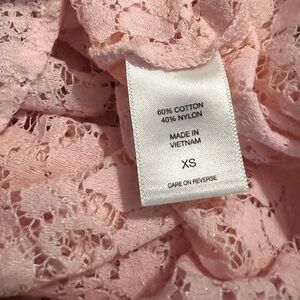 60% COTTON
40% NYLON
MADE IN
VIETNAM
XS
CARE ON REVERSE